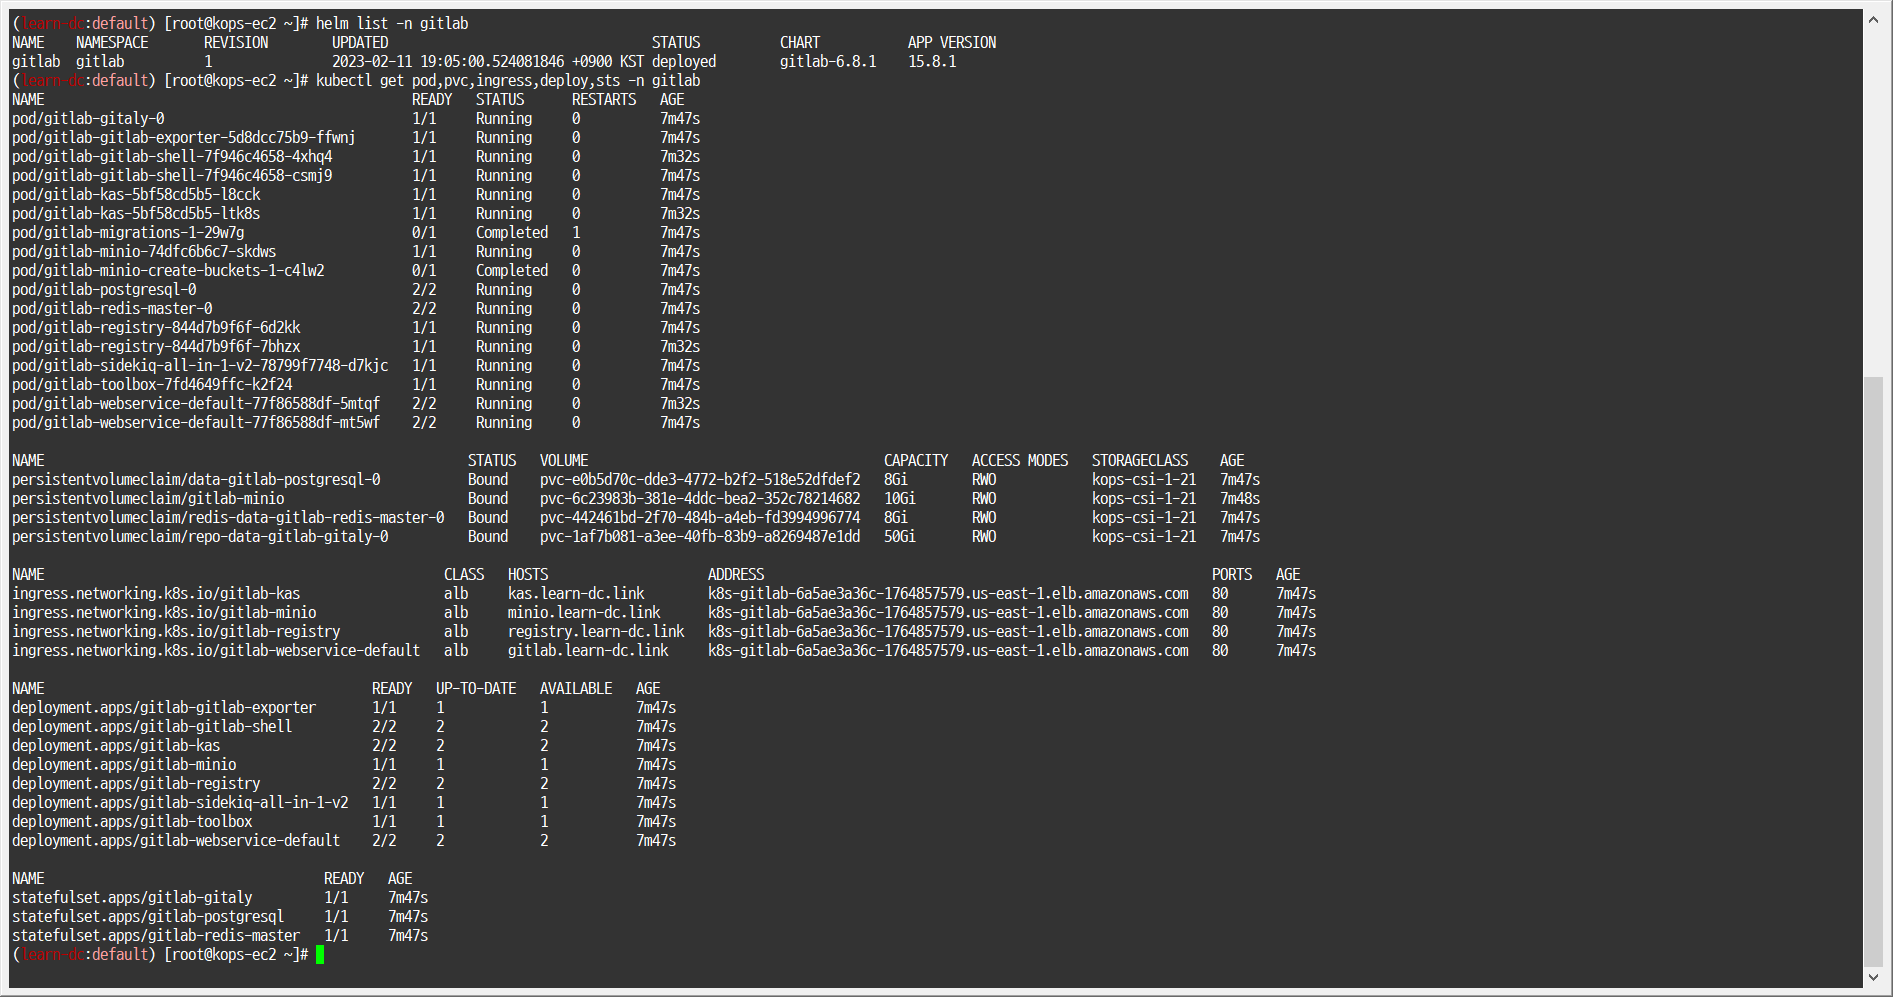 (learn-dc:default) [root@kops-ec2 ~]# helm list -n gitlab
NAME NAMESPACE REVISION UPDATED STATUS CHART APP VERSION
gitlab gitlab 1 2023-02-11 19:05:00.524081846 +0900 KST deployed gitlab-6.8.1 15.8.1
(learn-dc:default) [root@kops-ec2 ~]# kubectl get pod,pvc,ingress,deploy,sts -n gitlab
NAME READY STATUS RESTARTS AGE
pod/gitlab-gitaly-0 1/1 Running 0 7m47s
pod/gitlab-gitlab-exporter-5d8dcc75b9-ffwnj 1/1 Running 0 7m47s
pod/gitlab-gitlab-shell-7f946c4658-4xhq4 1/1 Running 0 7m32s
pod/gitlab-gitlab-shell-7f946c4658-csmj9 1/1 Running 0 7m47s
pod/gitlab-kas-5bf58cd5b5-l8cck 1/1 Running 0 7m47s
pod/gitlab-kas-5bf58cd5b5-ltk8s 1/1 Running 0 7m32s
pod/gitlab-migrations-1-29w7g 0/1 Completed 1 7m47s
pod/gitlab-minio-74dfc6b6c7-skdws 1/1 Running 0 7m47s
pod/gitlab-minio-create-buckets-1-c4lw2 0/1 Completed 0 7m47s
pod/gitlab-postgresql-0 2/2 Running 0 7m47s
pod/gitlab-redis-master-0 2/2 Running 0 7m47s
pod/gitlab-registry-844d7b9f6f-6d2kk 1/1 Running 0 7m47s
pod/gitlab-registry-844d7b9f6f-7bhzx 1/1 Running 0 7m32s
pod/gitlab-sidekiq-all-in-1-v2-78799f7748-d7kjc 1/1 Running 0 7m47s
pod/gitlab-toolbox-7fd4649ffc-k2f24 1/1 Running 0 7m47s
pod/gitlab-webservice-default-77f86588df-5mtqf 2/2 Running 0 7m32s
pod/gitlab-webservice-default-77f86588df-mt5wf 2/2 Running 0 7m47s
NAME STATUS VOLUME CAPACITY ACCESS MODES STORAGECLASS AGE
persistentvolumeclaim/data-gitlab-postgresql-0 Bound pvc-e0b5d70c-dde3-4772-b2f2-518e52dfdef2 8Gi RWO kops-csi-1-21 7m47s
persistentvolumeclaim/gitlab-minio Bound pvc-6c23983b-381e-4ddc-bea2-352c78214682 10Gi RWO kops-csi-1-21 7m48s
persistentvolumeclaim/redis-data-gitlab-redis-master-0 Bound pvc-442461bd-2f70-484b-a4eb-fd3994996774 8Gi RWO kops-csi-1-21 7m47s
persistentvolumeclaim/repo-data-gitlab-gitaly-0 Bound pvc-1af7b081-a3ee-40fb-83b9-a8269487e1dd 50Gi RWO kops-csi-1-21 7m47s
NAME CLASS HOSTS ADDRESS PORTS AGE
ingress.networking.k8s.io/gitlab-kas alb kas.learn-dc.link k8s-gitlab-6a5ae3a36c-1764857579.us-east-1.elb.amazonaws.com 80 7m47s
ingress.networking.k8s.io/gitlab-minio alb minio.learn-dc.link k8s-gitlab-6a5ae3a36c-1764857579.us-east-1.elb.amazonaws.com 80 7m47s
ingress.networking.k8s.io/gitlab-registry alb registry.learn-dc.link k8s-gitlab-6a5ae3a36c-1764857579.us-east-1.elb.amazonaws.com 80 7m47s
ingress.networking.k8s.io/gitlab-webservice-default alb gitlab.learn-dc.link k8s-gitlab-6a5ae3a36c-1764857579.us-east-1.elb.amazonaws.com 80 7m47s
NAME READY UP-TO-DATE AVAILABLE AGE
deployment.apps/gitlab-gitlab-exporter 1/1 1 1 7m47s
deployment.apps/gitlab-gitlab-shell 2/2 2 2 7m47s
deployment.apps/gitlab-kas 2/2 2 2 7m47s
deployment.apps/gitlab-minio 1/1 1 1 7m47s
deployment.apps/gitlab-registry 2/2 2 2 7m47s
deployment.apps/gitlab-sidekiq-all-in-1-v2 1/1 1 1 7m47s
deployment.apps/gitlab-toolbox 1/1 1 1 7m47s
deployment.apps/gitlab-webservice-default 2/2 2 2 7m47s
NAME READY AGE
statefulset.apps/gitlab-gitaly 1/1 7m47s
statefulset.apps/gitlab-postgresql 1/1 7m47s
statefulset.apps/gitlab-redis-master 1/1 7m47s
(learn-dc:default) [root@kops-ec2 ~]#